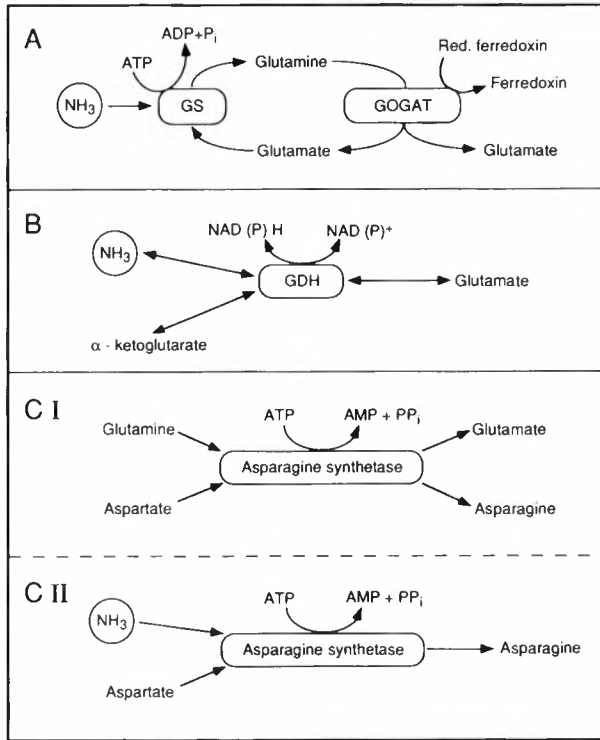 A
ADP+Pi
ATP
Glutamine
Red. ferredoxin
Ferredoxin
NH3
GS
GOGAT
Glutamate
Glutamate
B
NAD (P) H
NAD (P)+
NH3
GDH
Glutamate
α - ketoglutarate
C I
Glutamine
ATP
AMP + PPi
Glutamate
Asparagine synthetase
Aspartate
Asparagine
C II
NH3
ATP
AMP + PPi
Asparagine synthetase
Asparagine
Aspartate